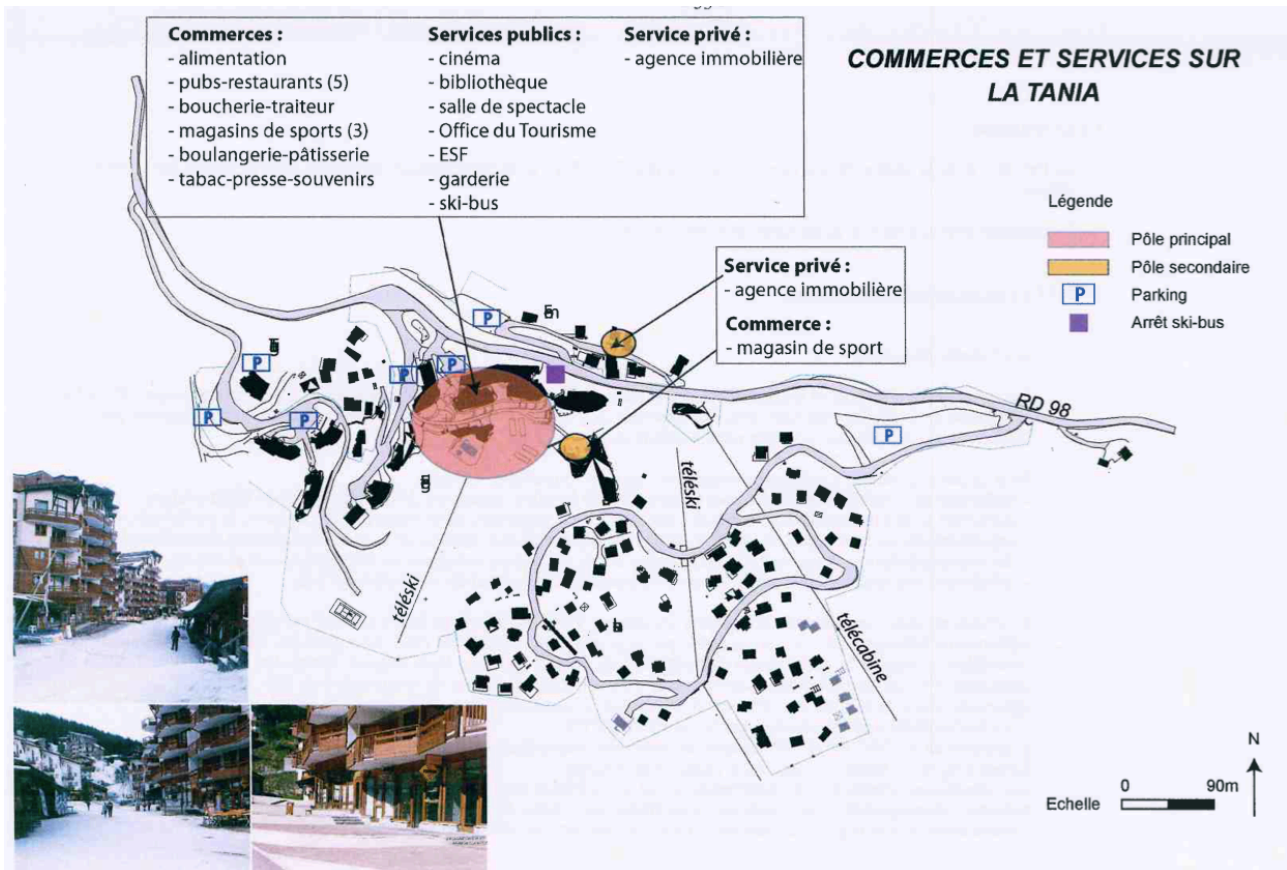 Commerces :
- alimentation
- pubs-restaurants (5)
- boucherie-traiteur
- magasins de sports (3)
- boulangerie-pâtisserie
- tabac-presse-souvenirs
Services publics :
- cinéma
- bibliothèque
- salle de spectacle
- Office du Tourisme
- ESF
- garderie
- ski-bus
Service privé :
- agence immobilière
COMMERCES ET SERVICES SUR
LA TANIA
Légende
Pôle principal
Pôle secondaire
P Parking
Arrêt ski-bus
Service privé :
- agence immobilière
Commerce :
- magasin de sport
P
P
P
P
P
P
P
RD 98
téléski
téléski
télécabine
N
0 90m
Echelle